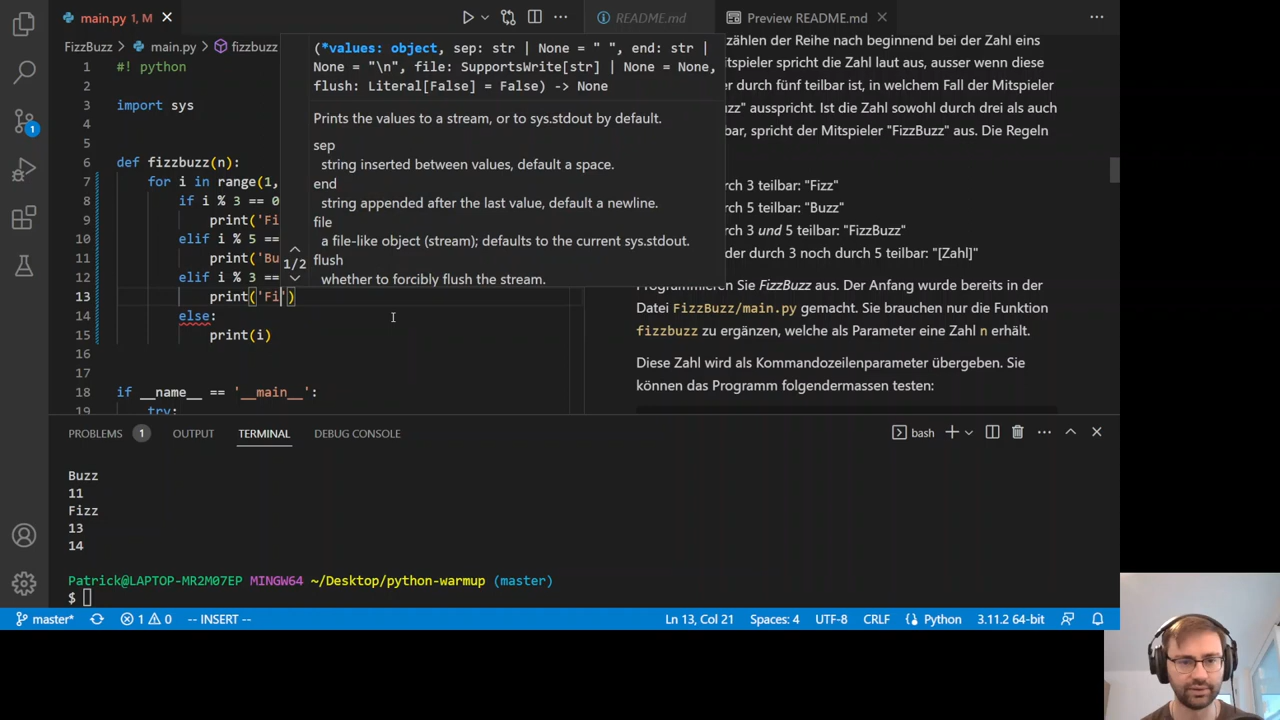 main.py 1, M
README.md
Preview README.md
FizzBuzz > main.py > fizzbuzz
1 #! python
2
3 import sys
4
5
6 def fizzbuzz(n):
7 for i in range(1,
8 if i % 3 == 0
9 print('Fi
10 elif i % 5 ==
11 print('Bu
12 elif i % 3 ==
13 print('Fi')
14 else:
15 print(i)
16
17
18 if __name__ == '__main__':
19 try:
(*values: object, sep: str | None = " ", end: str |
None = "\n", file: SupportsWrite[str] | None = None,
flush: Literal[False] = False) -> None
Prints the values to a stream, or to sys.stdout by default.
sep
string inserted between values, default a space.
end
string appended after the last value, default a newline.
file
a file-like object (stream); defaults to the current sys.stdout.
flush
whether to forcibly flush the stream.
1/2
zählen der Reihe nach beginnend bei der Zahl eins
itspieler spricht die Zahl laut aus, ausser wenn diese
durch fünf teilbar ist, in welchem Fall der Mitspieler
zz" ausspricht. Ist die Zahl sowohl durch drei als auch
bar, spricht der Mitspieler "FizzBuzz" aus. Die Regeln
rch 3 teilbar: "Fizz"
rch 5 teilbar: "Buzz"
rch 3 und 5 teilbar: "FizzBuzz"
der durch 3 noch durch 5 teilbar: "[Zahl]"
Programmieren Sie FizzBuzz aus. Der Anfang wurde bereits in der
Datei FizzBuzz/main.py gemacht. Sie brauchen nur die Funktion
fizzbuzz zu ergänzen, welche als Parameter eine Zahl n erhält.
Diese Zahl wird als Kommandozeilenparameter übergeben. Sie
können das Programm folgendermassen testen:
PROBLEMS 1 OUTPUT TERMINAL DEBUG CONSOLE
bash
Buzz
11
Fizz
13
14
Patrick@LAPTOP-MR2M07EP MINGW64 ~/Desktop/python-warmup (master)
$
1
master* 1 0 -- INSERT -- Ln 13, Col 21 Spaces: 4 UTF-8 CRLF Python 3.11.2 64-bit